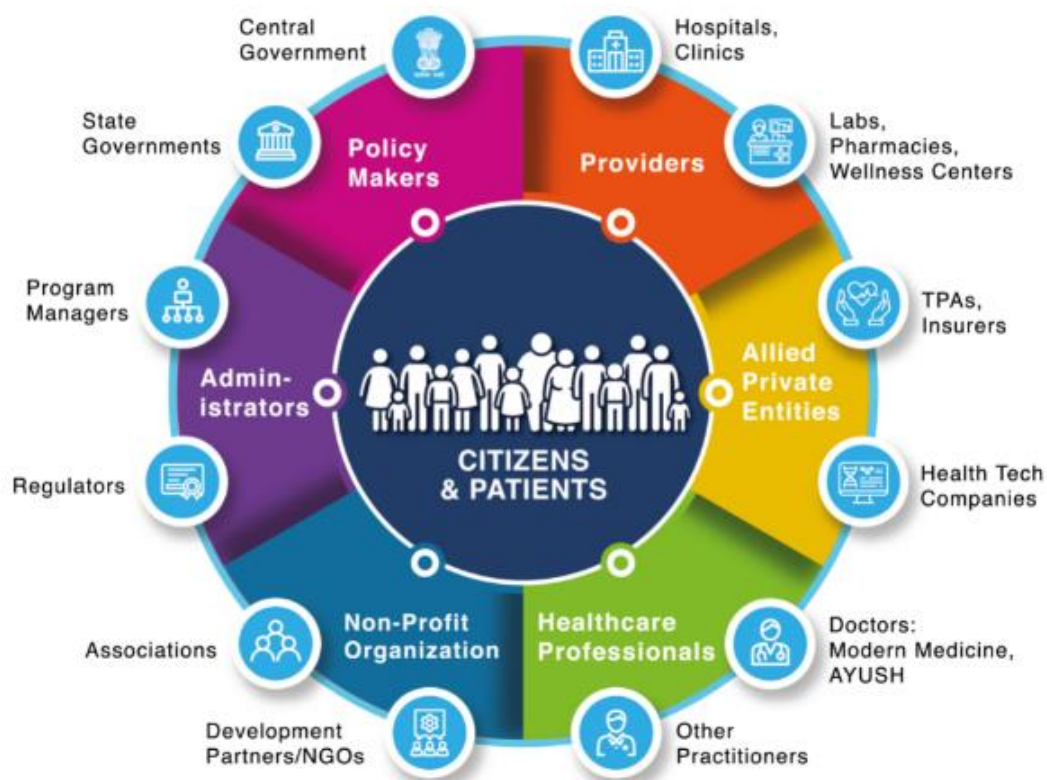 Central
Government
Hospitals,
Clinics
State
Governments
Policy
Makers
Providers
Labs,
Pharmacies,
Wellness Centers
Program
Managers
TPAs,
Insurers
Admin-
istrators
Allied
Private
Entities
CITIZENS
& PATIENTS
Regulators
Health Tech
Companies
Associations
Non-Profit
Organization
Healthcare
Professionals
Doctors:
Modern Medicine,
AYUSH
Development
Partners/NGOs
Other
Practitioners